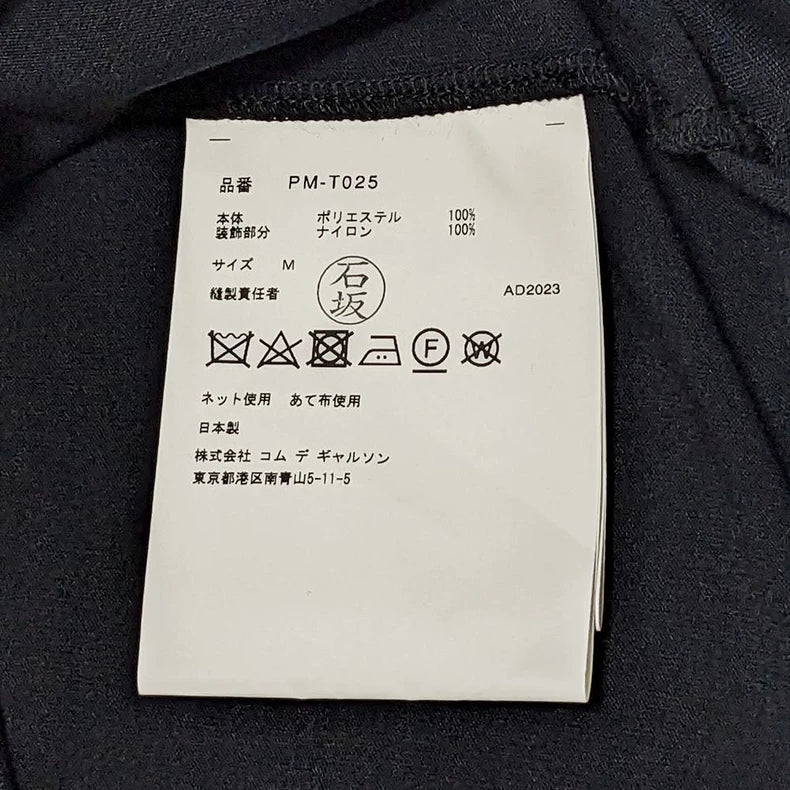 品番 PM-T025
本体 ポリエステル 100%
装飾部分 ナイロン 100%
サイズ M
縫製責任者 石坂 AD2023
F W
ネット使用 あて布使用
日本製
株式会社 コム デ ギャルソン
東京都港区南青山5-11-5